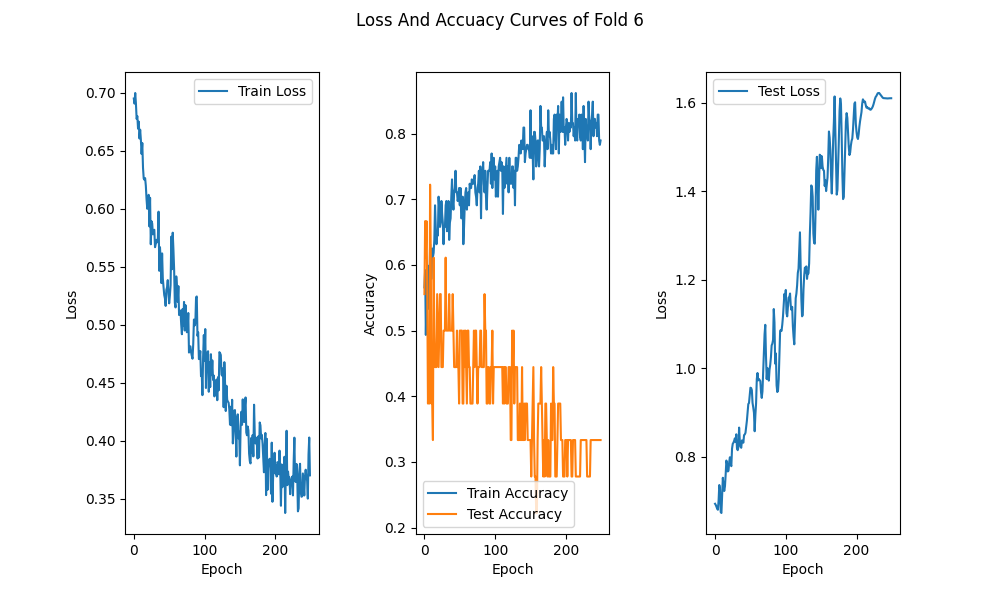 Loss And Accuacy Curves of Fold 6
Train Loss
0.70
0.65
0.60
0.55
0.50
0.45
0.40
0.35
Loss
0
100
200
Epoch
0.8
0.7
0.6
0.5
0.4
0.3
0.2
Accuracy
Train Accuracy
Test Accuracy
0
100
200
Epoch
Test Loss
1.6
1.4
1.2
1.0
0.8
Loss
0
100
200
Epoch